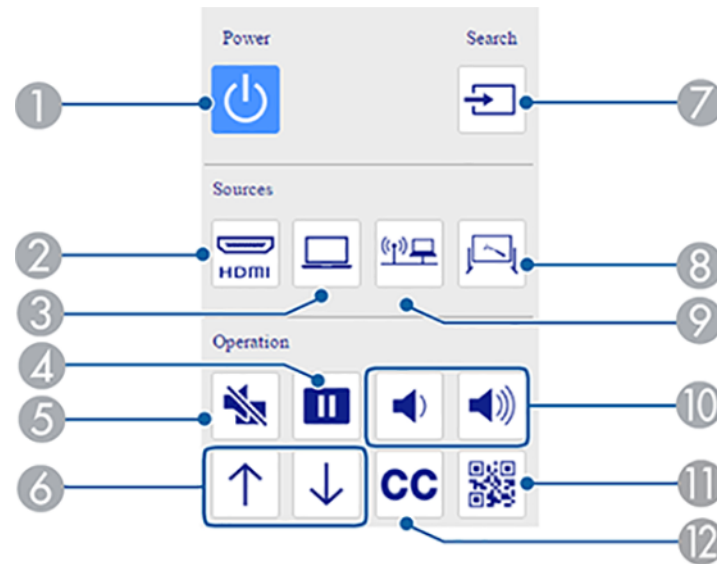 Power Search
1 7
Sources
2 HDMI 8
3 9
Operation
4
5 10
6 CC 11
12